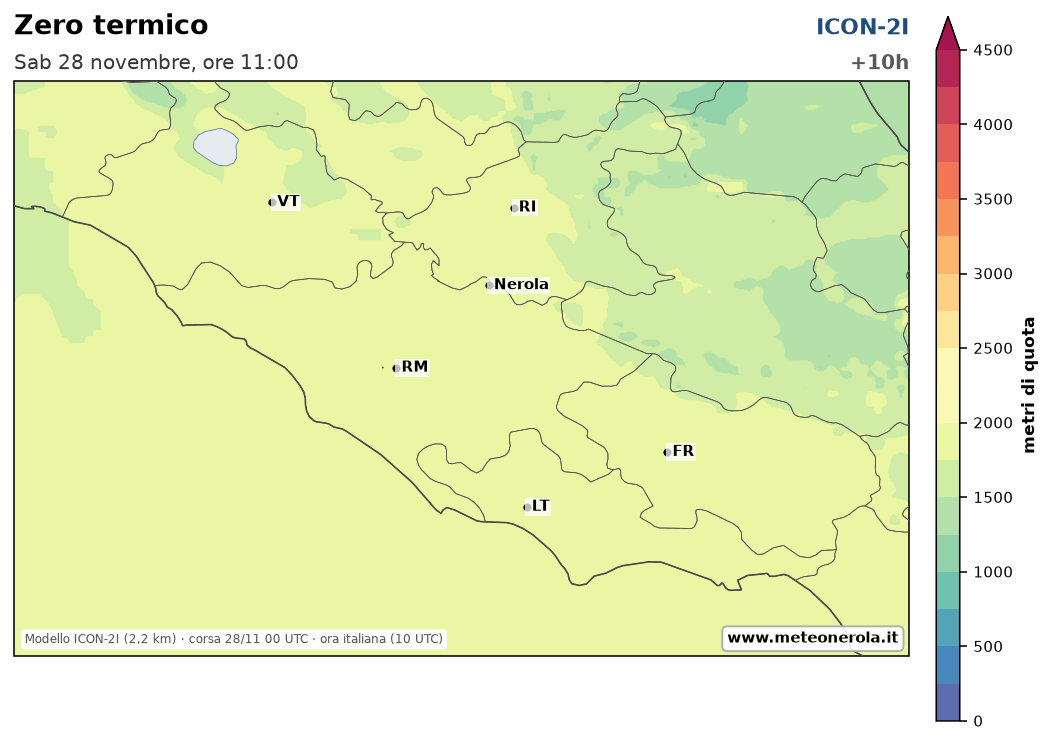 Zero termico
ICON-2I
Sab 28 novembre, ore 11:00
+10h
VT
RI
Nerola
RM
FR
LT
Modello ICON-2I (2,2 km) · corsa 28/11 00 UTC · ora italiana (10 UTC)
www.meteonerola.it
4500
4000
3500
3000
2500
2000
1500
1000
500
0
metri di quota